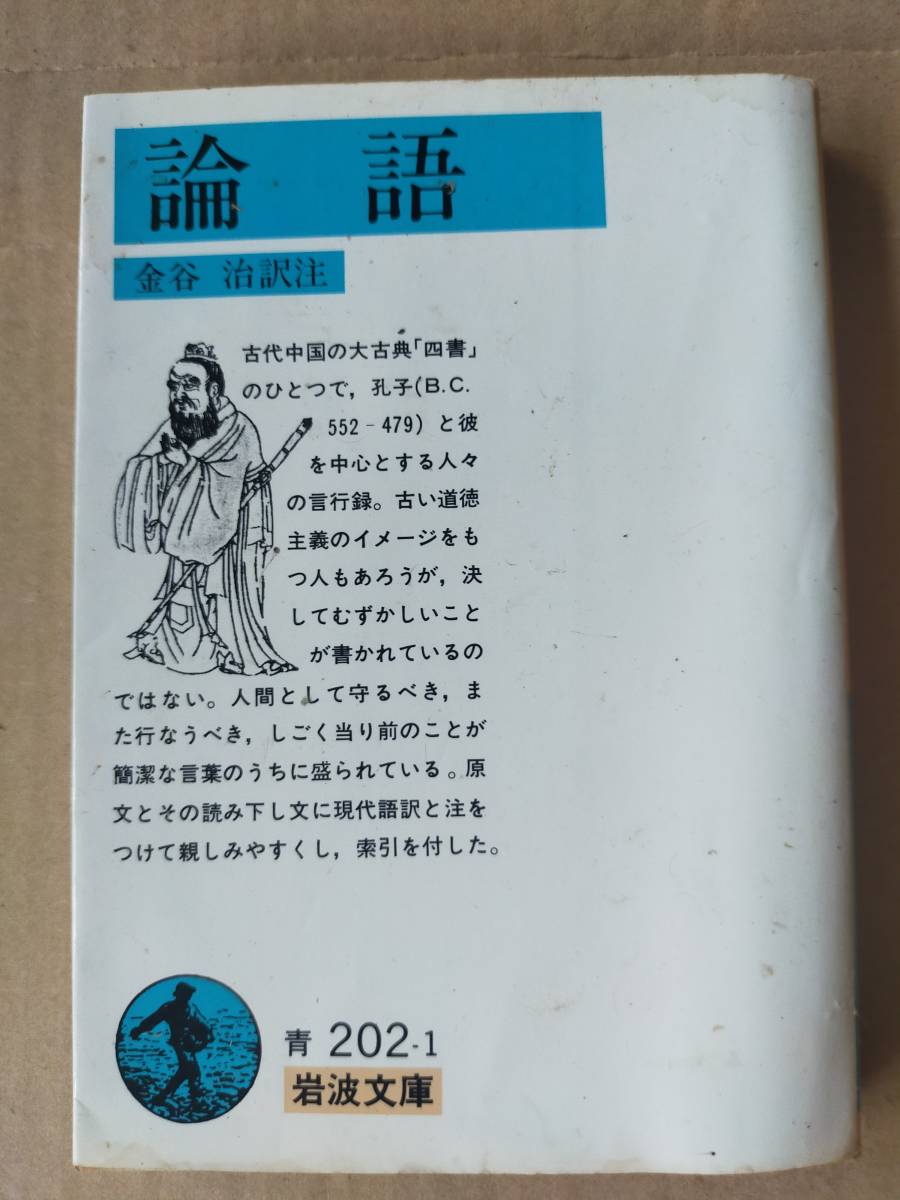 論語
金谷 治訳注
古代中国の大古典「四書」
のひとつで，孔子(B.C.
552‐479)と彼
を中心とする人々
の言行録。古い道徳
主義のイメージをも
つ人もあろうが，決
してむずかしいこと
が書かれているの
ではない。人間として守るべき，ま
た行なうべき，しごく当り前のことが
簡潔な言葉のうちに盛られている。原
文とその読み下し文に現代語訳と注を
つけて親しみやすくし，索引を付した。
青 202-1
岩波文庫